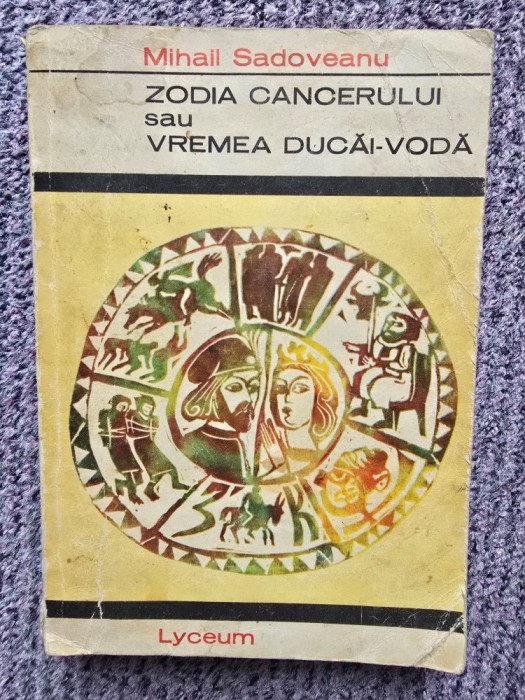 Mihail Sadoveanu
ZODIA CANCERULUI
sau
VREMEA DUCĂI-VODĂ
Lyceum